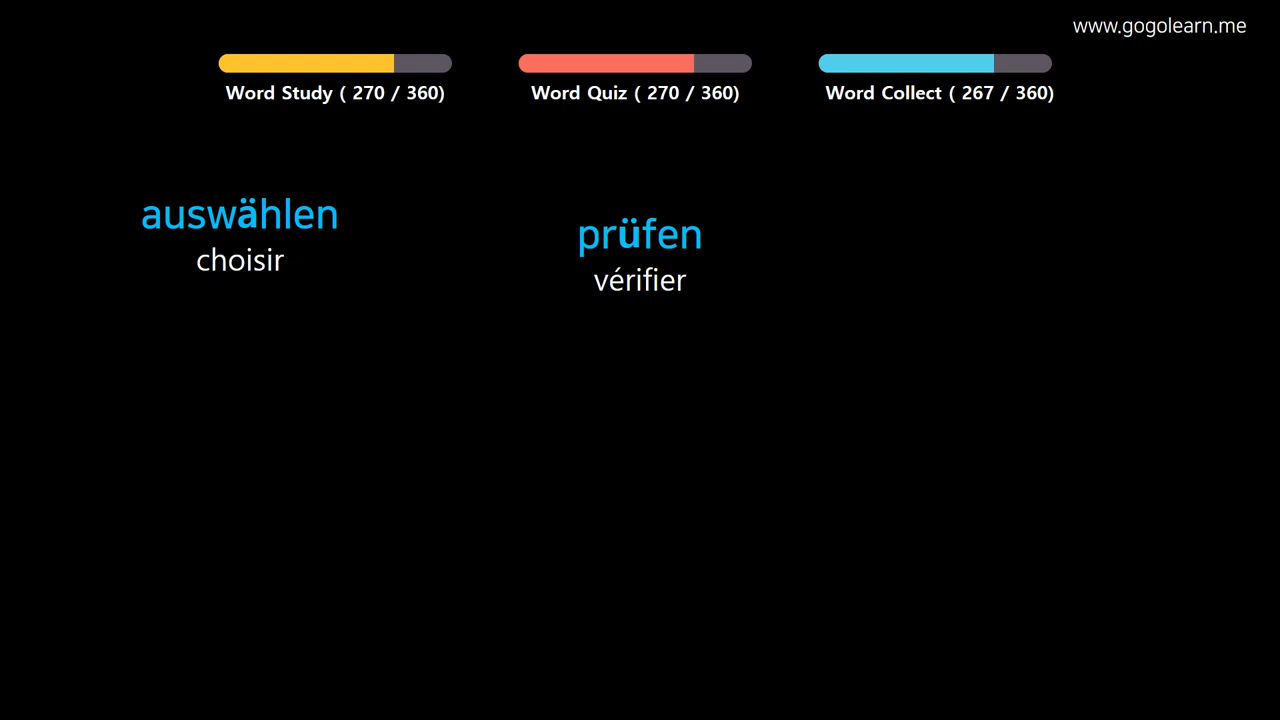 www.gogolearn.me
Word Study ( 270 / 360)
Word Quiz ( 270 / 360)
Word Collect ( 267 / 360)
auswählen
choisir
prüfen
vérifier